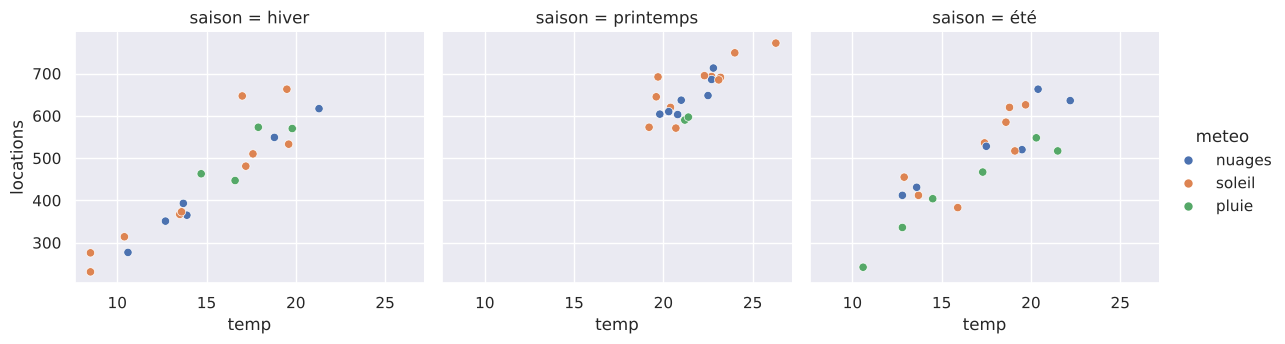 saison = hiver
saison = printemps
saison = été
700
600
500
400
300
locations
10 15 20 25
10 15 20 25
10 15 20 25
temp
temp
temp
meteo
nuages
soleil
pluie